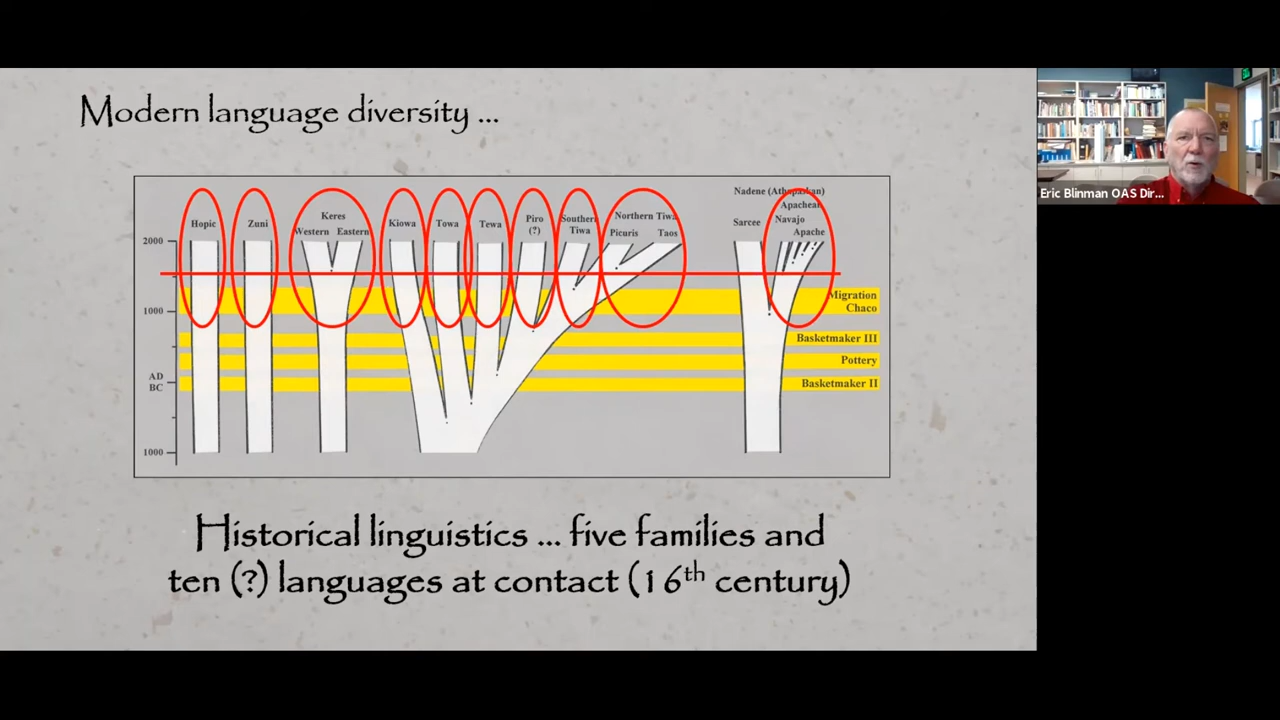 Modern language diversity ...
Nadene (Athapaskan)
Apachean
Hopic
Zuni
Keres
Western Eastern
Kiowa
Towa
Tewa
Piro
(?)
Southern
Tiwa
Northern Tiwa
Picuris Taos
Sarcee
Navajo
Apache
2000
1000
AD
BC
1000
Migration
Chaco
Basketmaker III
Pottery
Basketmaker II
Historical linguistics ... five families and
ten (?) languages at contact (16th century)
Eric Blinman OAS Dir...